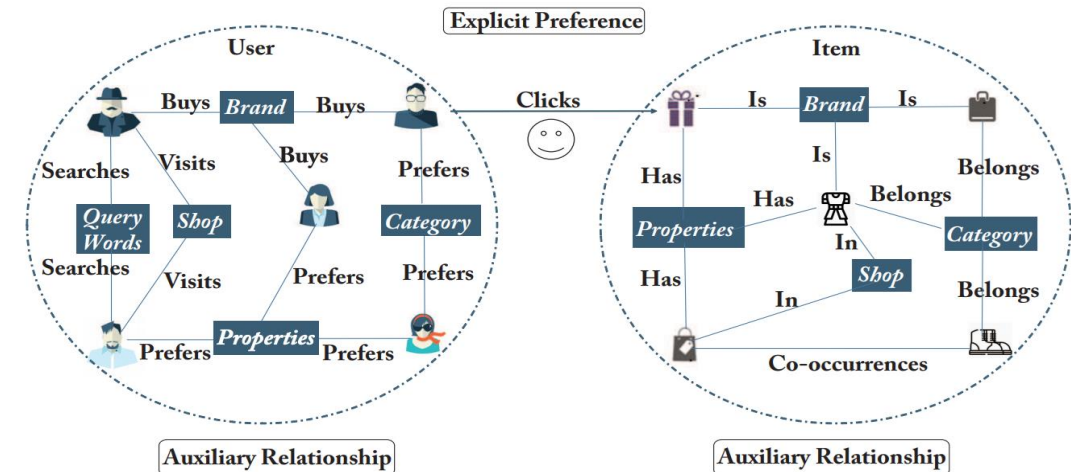 Explicit Preference
User
Item
Buys
Brand
Buys
Clicks
Is
Brand
Is
Searches
Visits
Buys
Prefers
Has
Is
Belongs
Query
Words
Shop
Category
Properties
Has
Belongs
Category
Searches
Visits
Prefers
Prefers
Has
In
Shop
In
Belongs
Prefers
Properties
Prefers
Co-occurrences
Auxiliary Relationship
Auxiliary Relationship